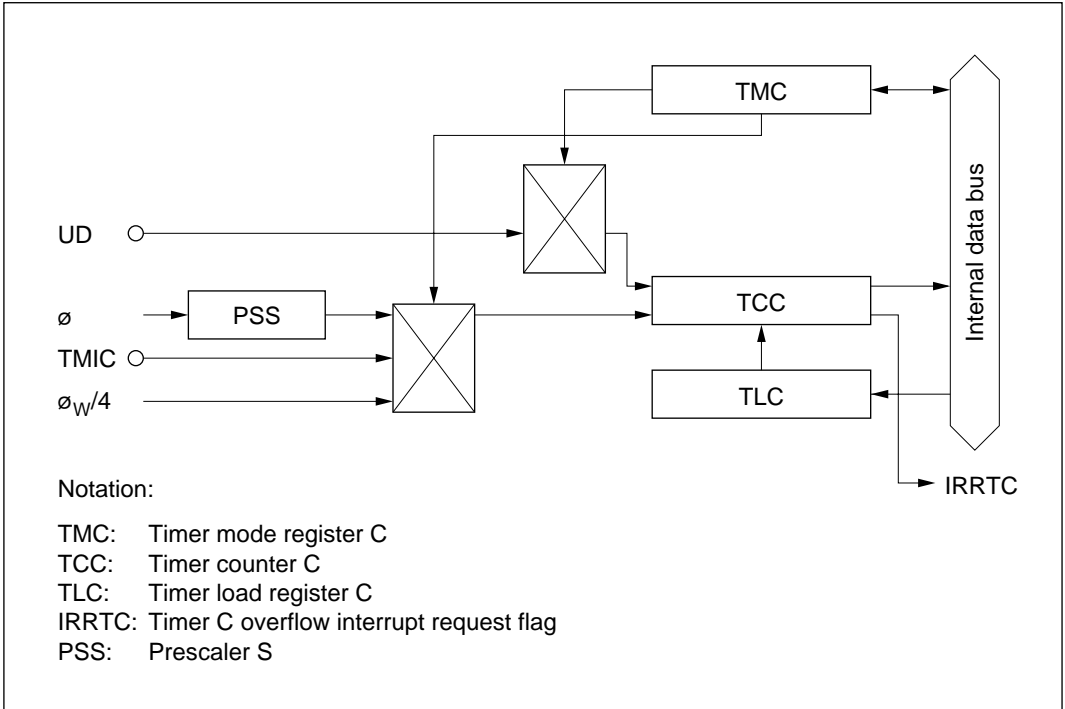 TMC
UD
ø
PSS
TCC
TMIC
øW/4
TLC
Internal data bus
IRRTC
Notation:
TMC: Timer mode register C
TCC: Timer counter C
TLC: Timer load register C
IRRTC: Timer C overflow interrupt request flag
PSS: Prescaler S